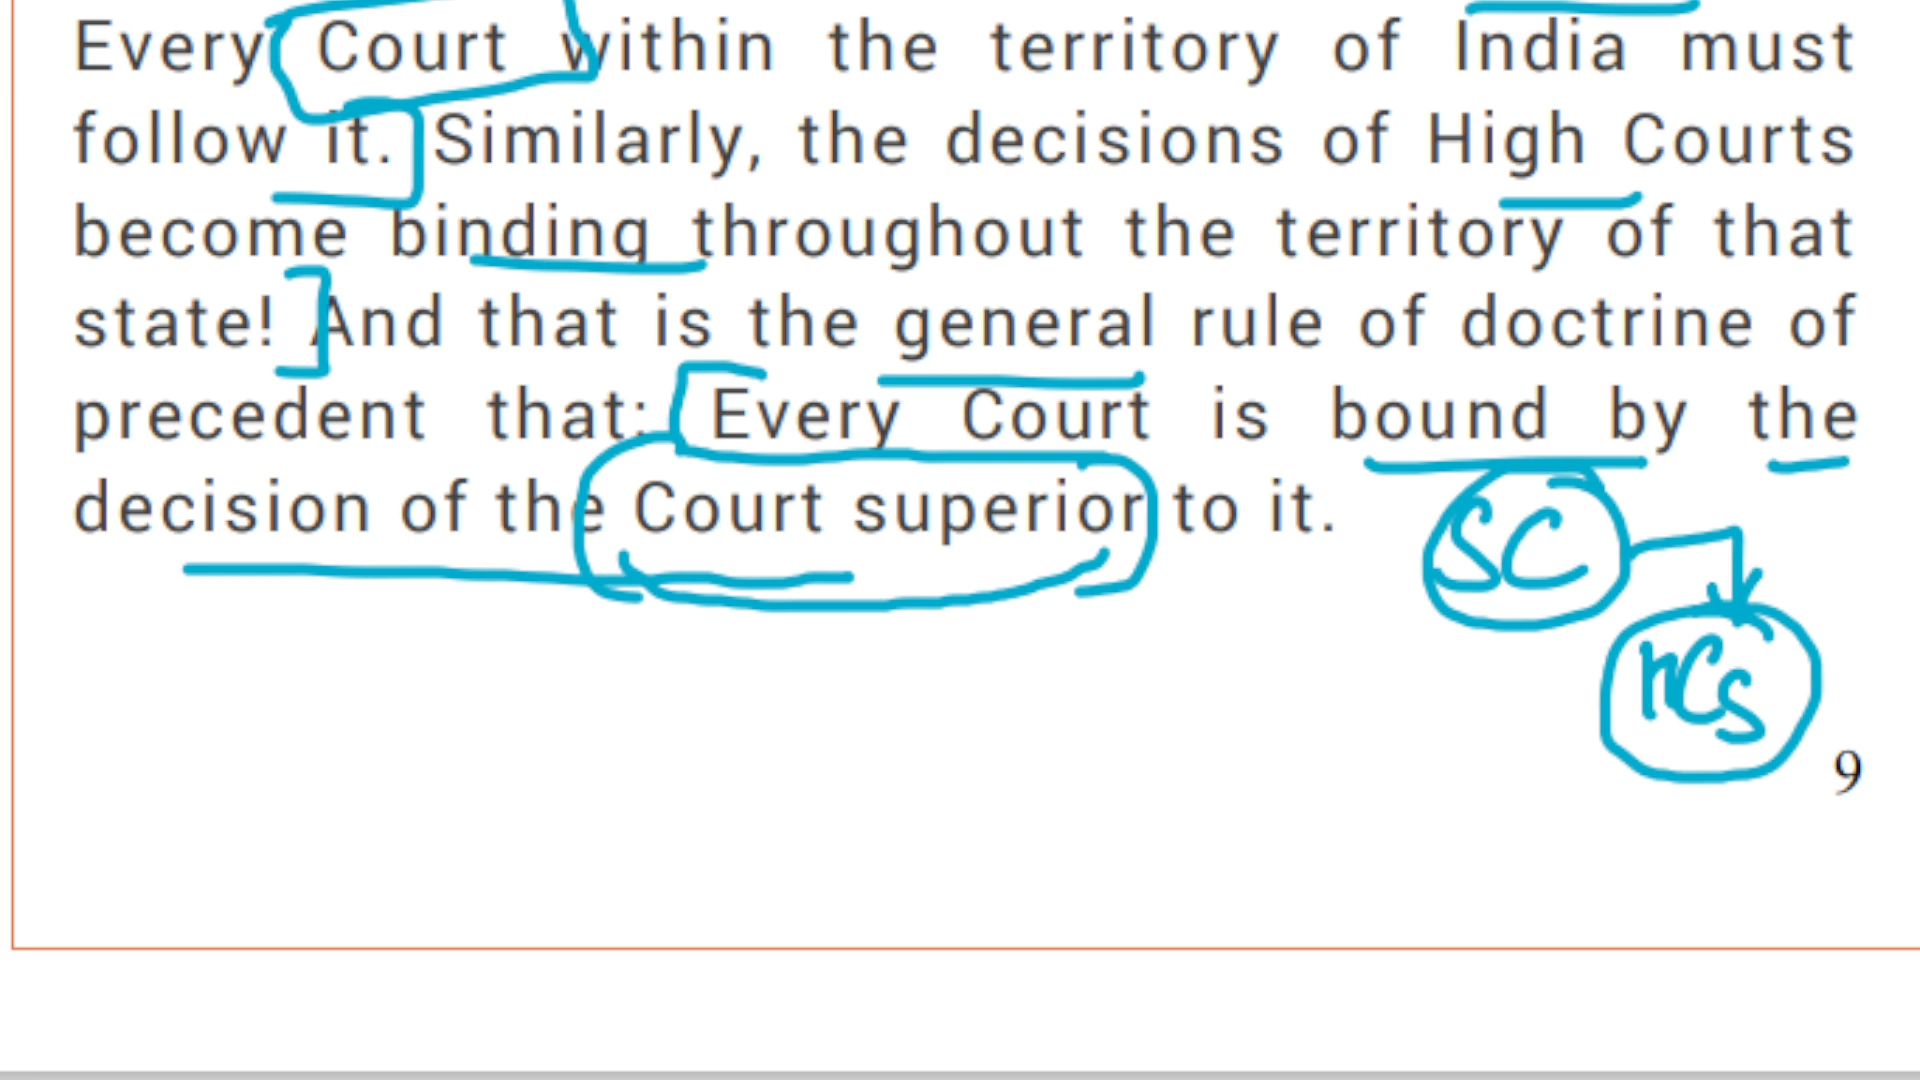 Every Court within the territory of India must
follow it. Similarly, the decisions of High Courts
become binding throughout the territory of that
state! And that is the general rule of doctrine of
precedent that: Every Court is bound by the
decision of the Court superior to it.
SC
HCs
9